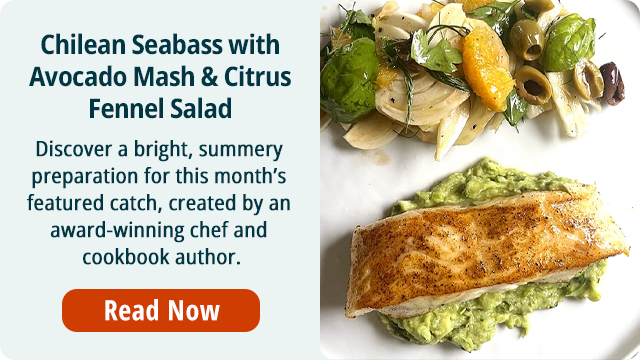 Chilean Seabass with
Avocado Mash & Citrus
Fennel Salad
Discover a bright, summery
preparation for this month’s
featured catch, created by an
award-winning chef and
cookbook author.
Read Now